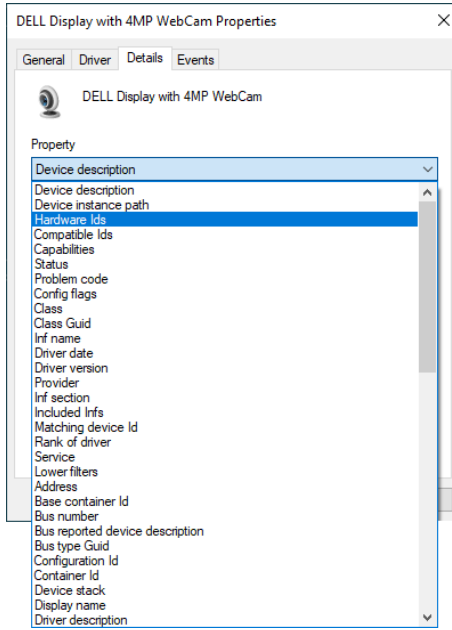 DELL Display with 4MP WebCam Properties
General Driver Details Events
DELL Display with 4MP WebCam
Property
Device description
Device description
Device instance path
Hardware Ids
Compatible Ids
Capabilities
Status
Problem code
Config flags
Class
Class Guid
Inf name
Driver date
Driver version
Provider
Inf section
Included Infs
Matching device Id
Rank of driver
Service
Lower filters
Address
Base container Id
Bus number
Bus reported device description
Bus type Guid
Configuration Id
Container Id
Device stack
Display name
Driver description